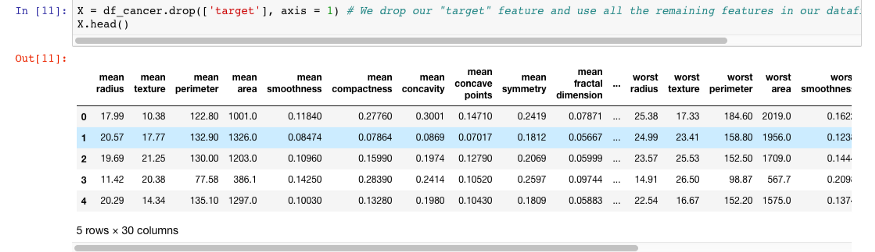 In [11]: X = df_cancer.drop(['target'], axis = 1) # We drop our "target" feature and use all the remaining features in our
X.head()
Out[11]:
mean radius mean texture mean perimeter mean area mean smoothness mean compactness mean concavity mean concave points mean symmetry mean fractal dimension ... worst radius worst texture worst perimeter worst area
0 17.99 10.38 122.80 1001.0 0.11840 0.27760 0.3001 0.14710 0.2419 0.07871 ... 25.38 17.33 184.60 2019.0 0.162
1 20.57 17.77 132.90 1326.0 0.08474 0.07864 0.0869 0.07017 0.1812 0.05667 ... 24.99 23.41 158.80 1956.0 0.123
2 19.69 21.25 130.00 1203.0 0.10960 0.15990 0.1974 0.12790 0.2069 0.05999 ... 23.57 25.53 152.50 1709.0 0.144
3 11.42 20.38 77.58 386.1 0.14250 0.28390 0.2414 0.10520 0.2597 0.09744 ... 14.91 26.50 98.87 567.7 0.209
4 20.29 14.34 135.10 1297.0 0.10030 0.13280 0.1980 0.10430 0.1809 0.05883 ... 22.54 16.67 152.20 1575.0 0.137
5 rows × 30 columns